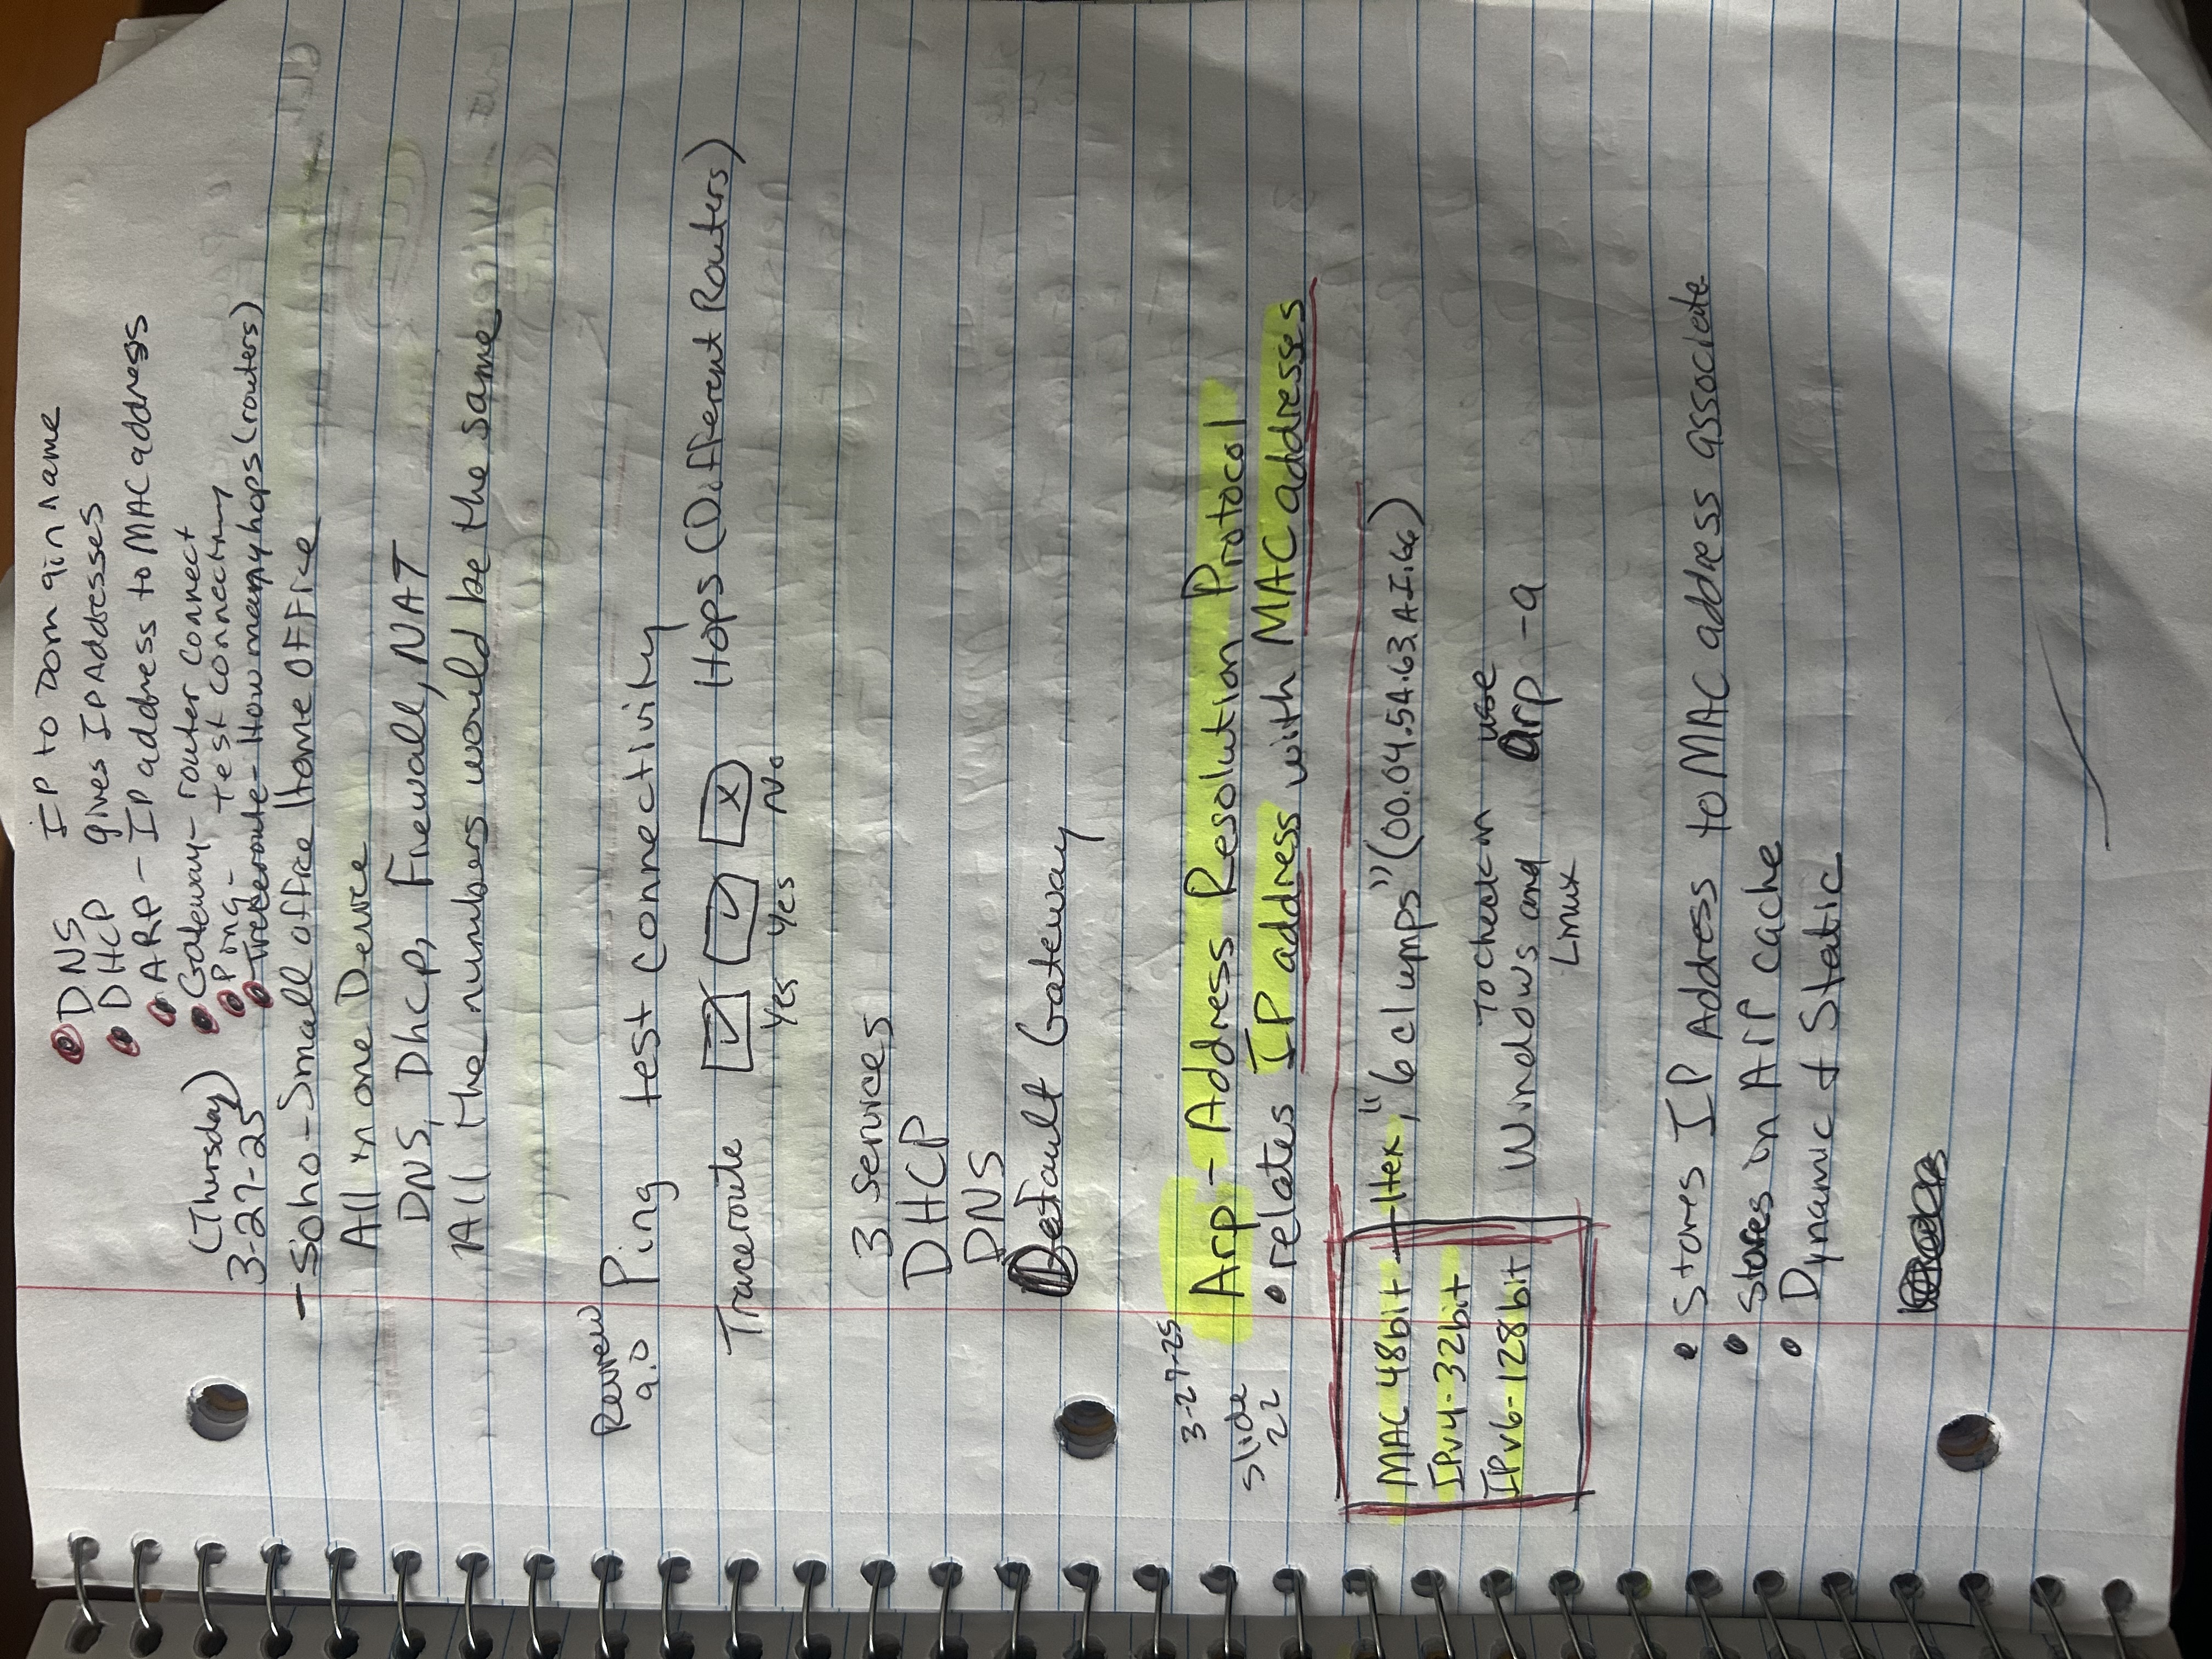 DNS IP to Domain name
DHCP gives IP Addresses
ARP - IP address to MAC address
Gateway - router connect
(Thursday)
Ping - test connectivity
3-27-25
Traceroute - How many hops (routers)
- Soho - Small office Home OFFice
All in one Device
DNS, Dhcp, Firewall, NAT
All the numbers would be the same
Review
9.0
Ping test connectivity
Traceroute Hops (Different Routers)
Yes Yes No
3 Services
DHCP
DNS
Default Gateway
3-27-25
Slide
22
Arp - Address Resolution Protocol
• relates IP address with MAC addresses
MAC 48bit - Hex, "6 clumps" (00.04.5A.63.AI.66)
IPv4 - 32bit
IPv6 - 128bit
To check in use
Windows and arp -a
Linux
• Stores IP Address to MAC address associate
• stores in Arp cache
• Dynamic & Static